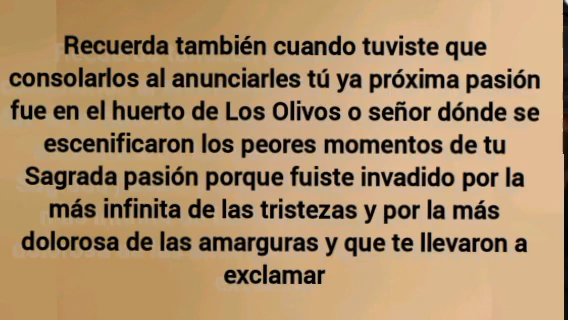 Recuerda también cuando tuviste que
consolarlos al anunciarles tú ya próxima pasión
fue en el huerto de Los Olivos o señor dónde se
escenificaron los peores momentos de tu
Sagrada pasión porque fuiste invadido por la
más infinita de las tristezas y por la más
dolorosa de las amarguras y que te llevaron a
exclamar